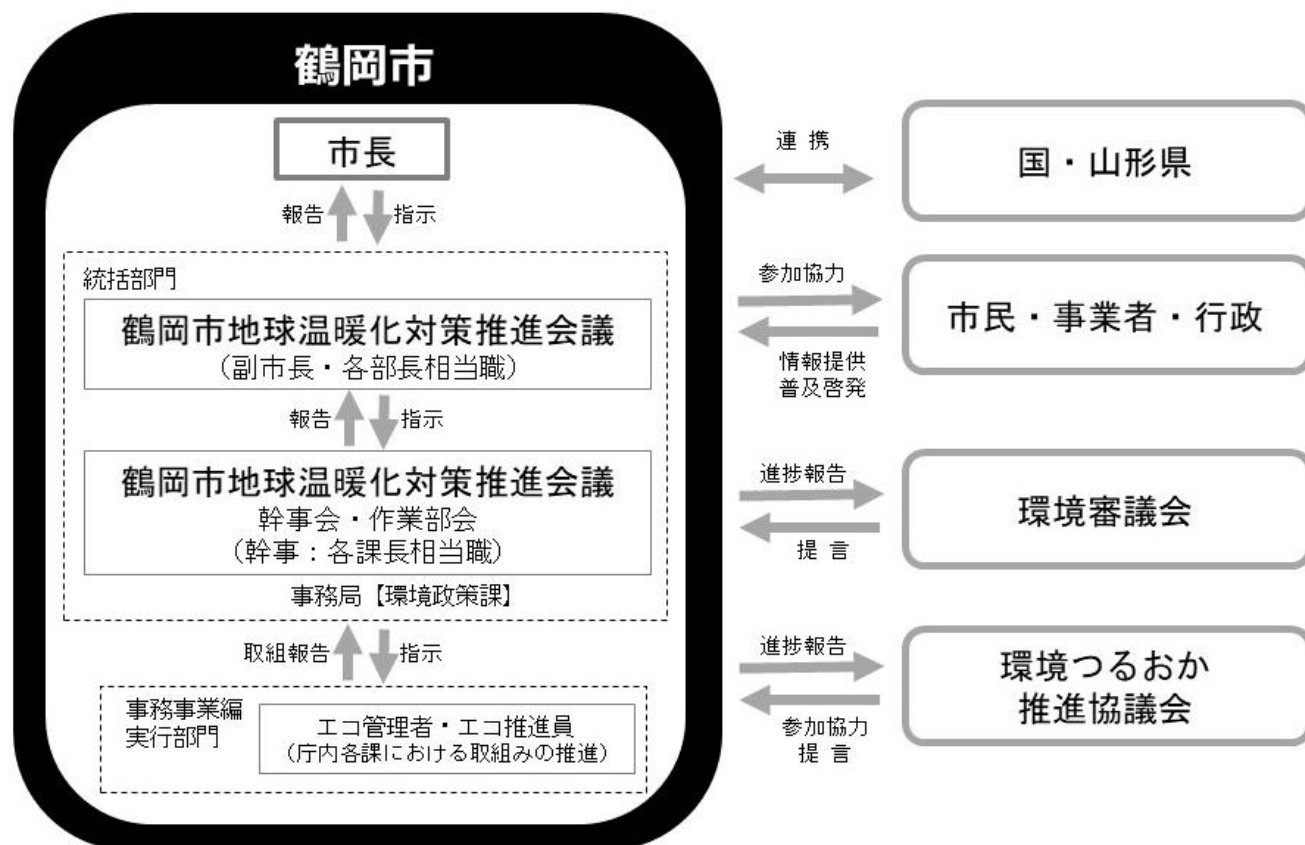 鶴岡市
市長
報告
指示
統括部門
鶴岡市地球温暖化対策推進会議
（副市長・各部長相当職）
報告
指示
鶴岡市地球温暖化対策推進会議
幹事会・作業部会
（幹事：各課長相当職）
事務局【環境政策課】
取組報告
指示
事務事業編
実行部門
エコ管理者・エコ推進員
（庁内各課における取組みの推進）
連 携
国・山形県
参加協力
情報提供
普及啓発
市民・事業者・行政
進捗報告
提 言
環境審議会
進捗報告
参加協力
提 言
環境つるおか
推進協議会